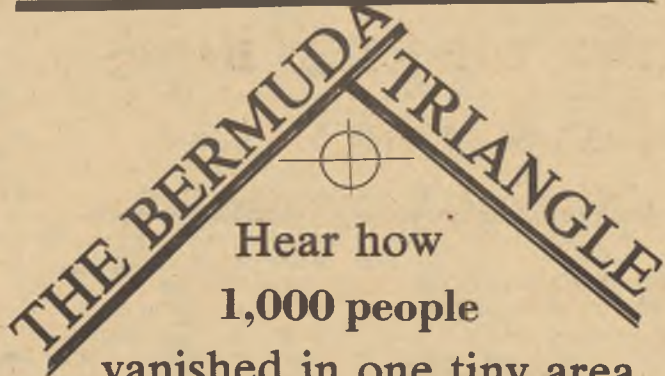 THE BERMUDA
TRIANGLE
Hear how
1,000 people
vanished in one tiny area